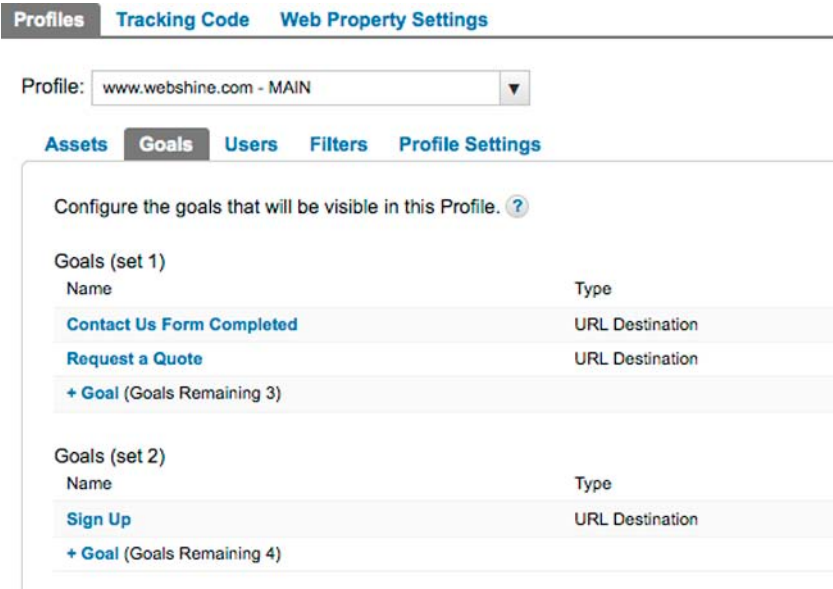 Profiles Tracking Code Web Property Settings
Profile: www.webshine.com - MAIN ▼
Assets Goals Users Filters Profile Settings
Configure the goals that will be visible in this Profile. ?
Goals (set 1)
Name Type
Contact Us Form Completed URL Destination
Request a Quote URL Destination
+ Goal (Goals Remaining 3)
Goals (set 2)
Name Type
Sign Up URL Destination
+ Goal (Goals Remaining 4)